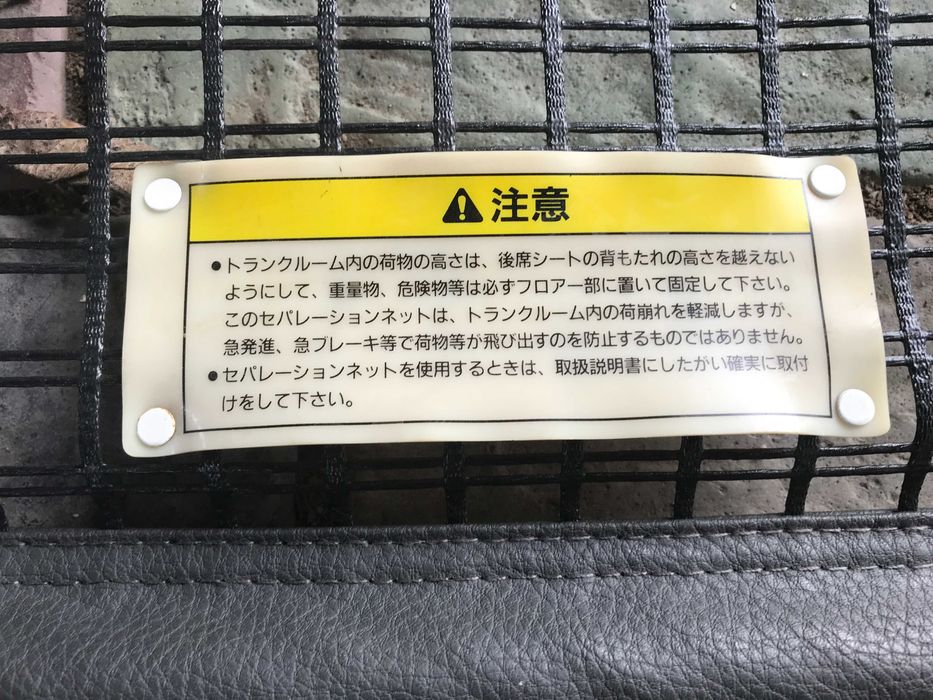 注意
●トランクルーム内の荷物の高さは、後席シートの背もたれの高さを越えない
ようにして、重量物、危険物等は必ずフロアー部に置いて固定して下さい。
このセパレーションネットは、トランクルーム内の荷崩れを軽減しますが、
急発進、急ブレーキ等で荷物等が飛び出すのを防止するものではありません。
●セパレーションネットを使用するときは、取扱説明書にしたがい確実に取付
けをして下さい。